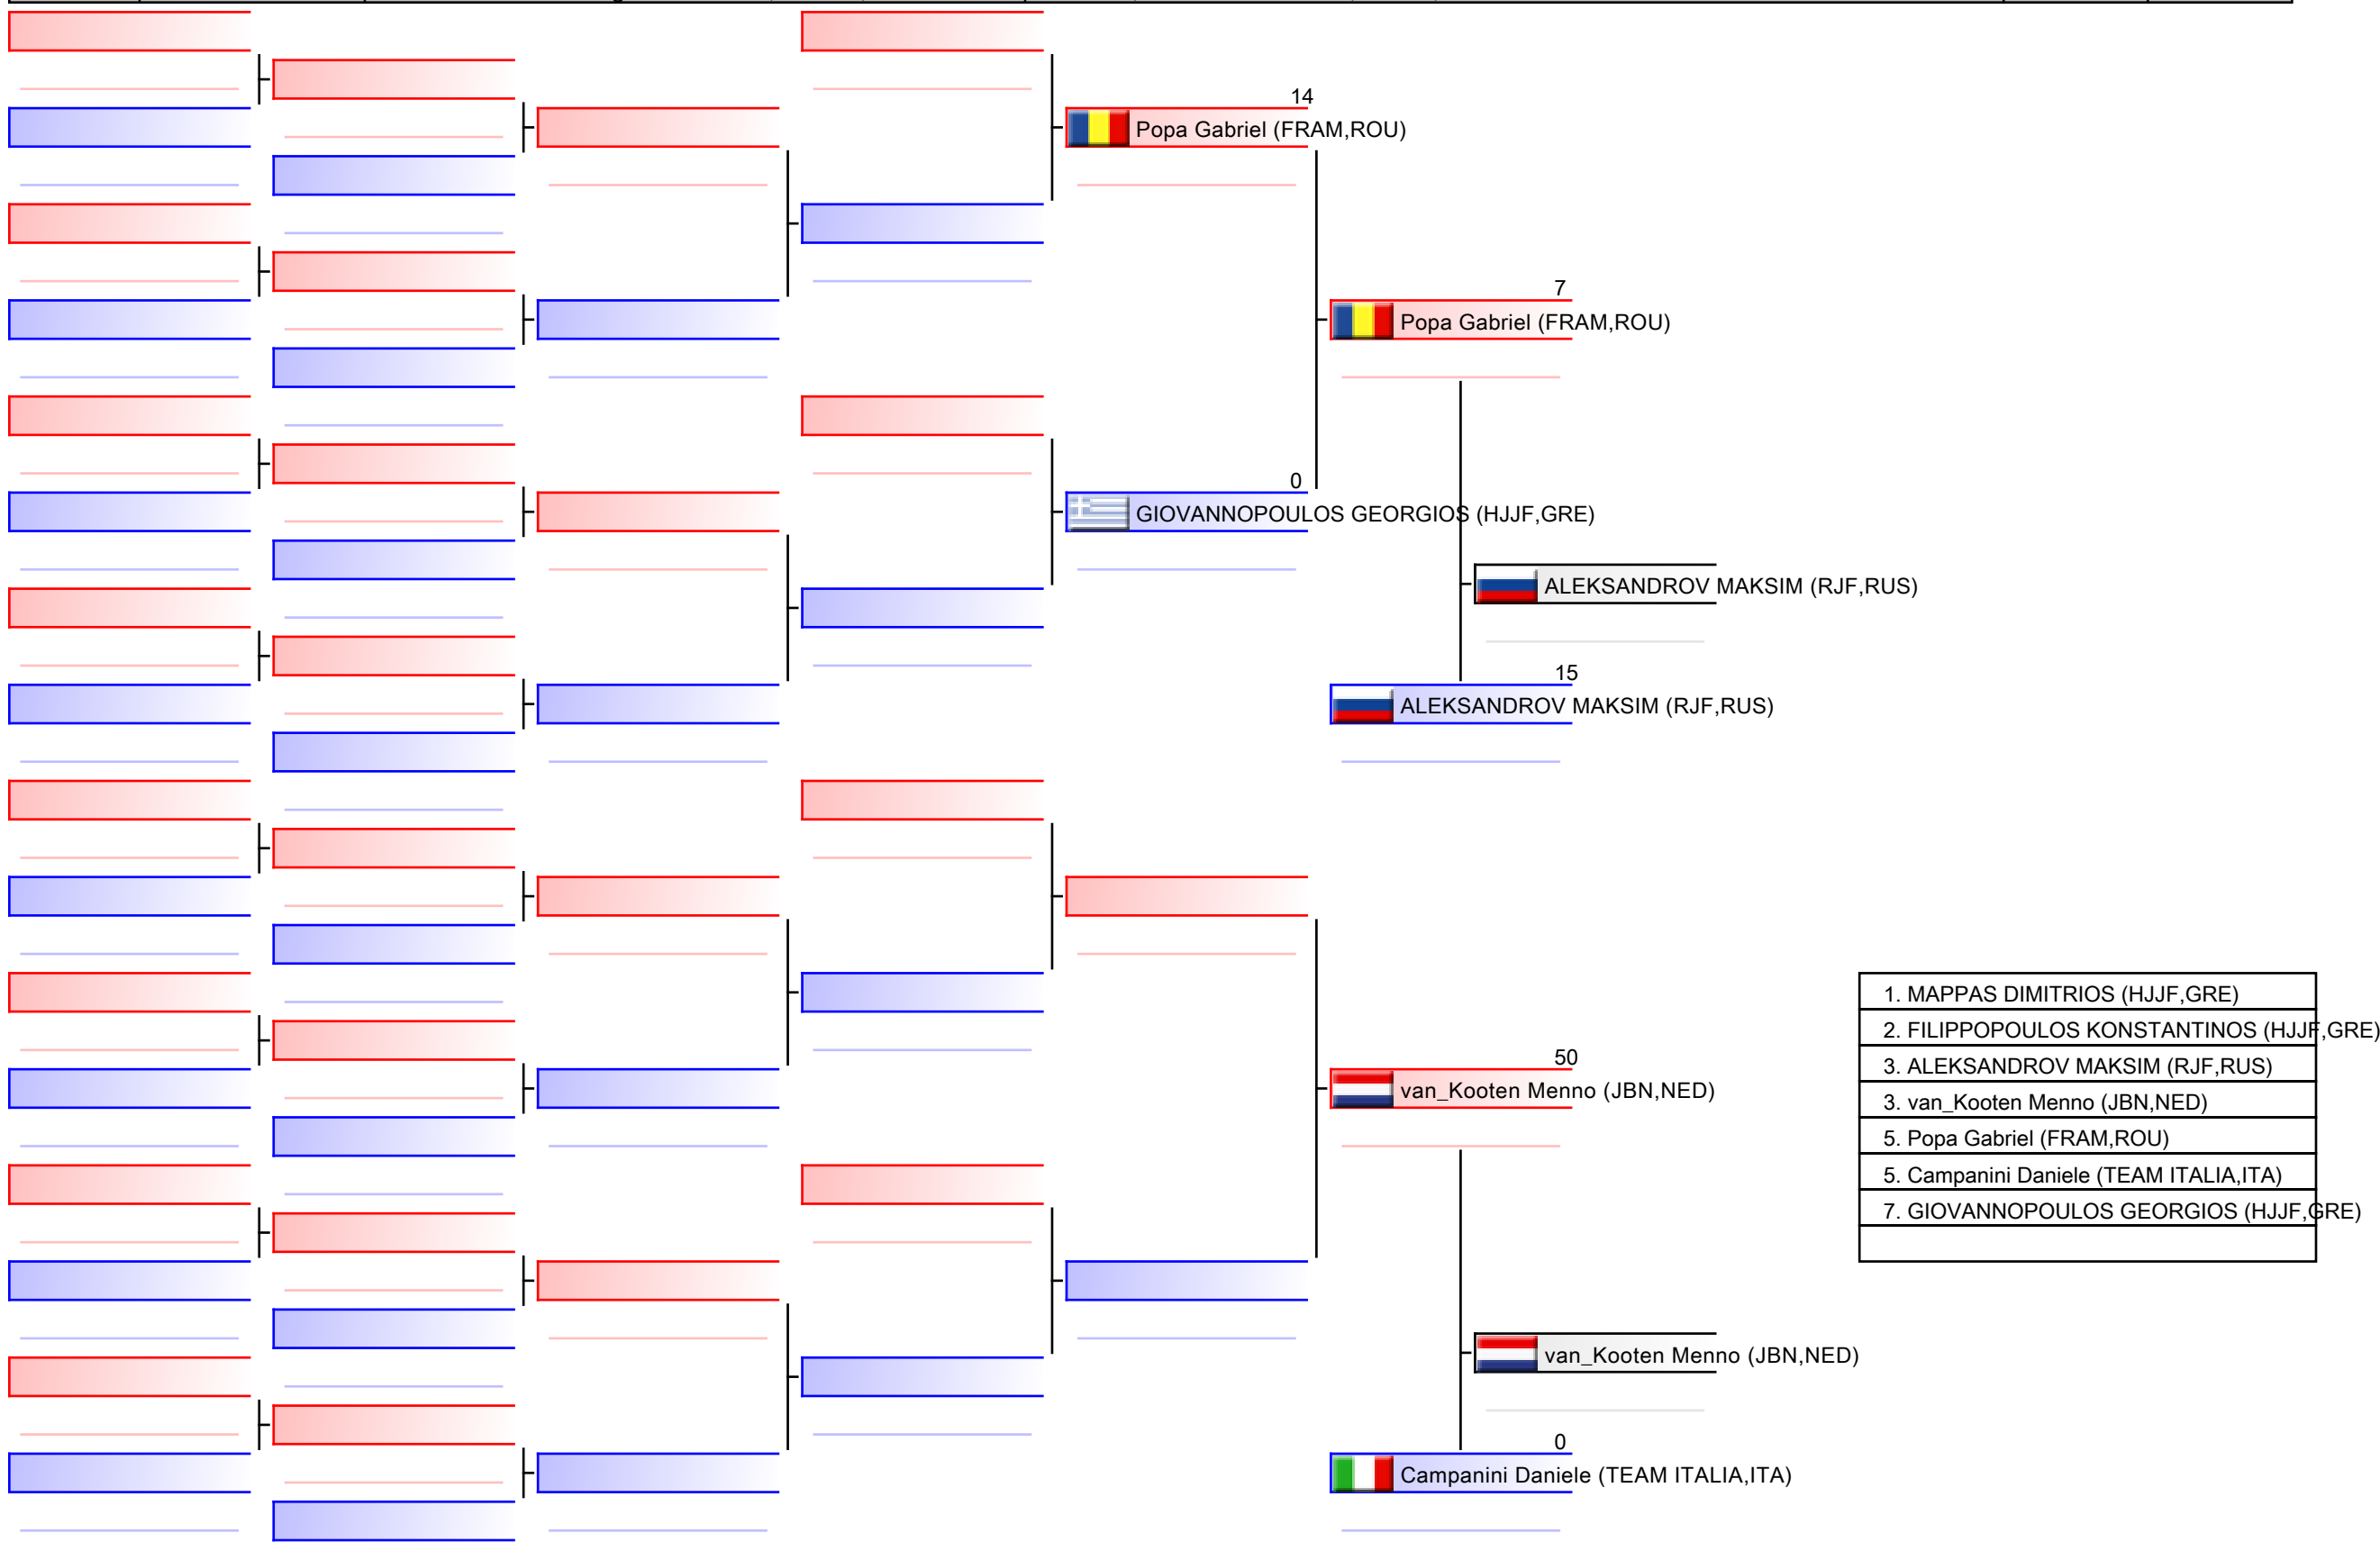 14
Popa Gabriel (FRAM,ROU)
7
Popa Gabriel (FRAM,ROU)
0
GIOVANNOPOULOS GEORGIOS (HJJF,GRE)
ALEKSANDROV MAKSIM (RJF,RUS)
15
ALEKSANDROV MAKSIM (RJF,RUS)
50
van_Kooten Menno (JBN,NED)
van_Kooten Menno (JBN,NED)
0
Campanini Daniele (TEAM ITALIA,ITA)
1. MAPPAS DIMITRIOS (HJJF,GRE)
2. FILIPPOPOULOS KONSTANTINOS (HJJF,GRE)
3. ALEKSANDROV MAKSIM (RJF,RUS)
3. van_Kooten Menno (JBN,NED)
5. Popa Gabriel (FRAM,ROU)
5. Campanini Daniele (TEAM ITALIA,ITA)
7. GIOVANNOPOULOS GEORGIOS (HJJF,GRE)